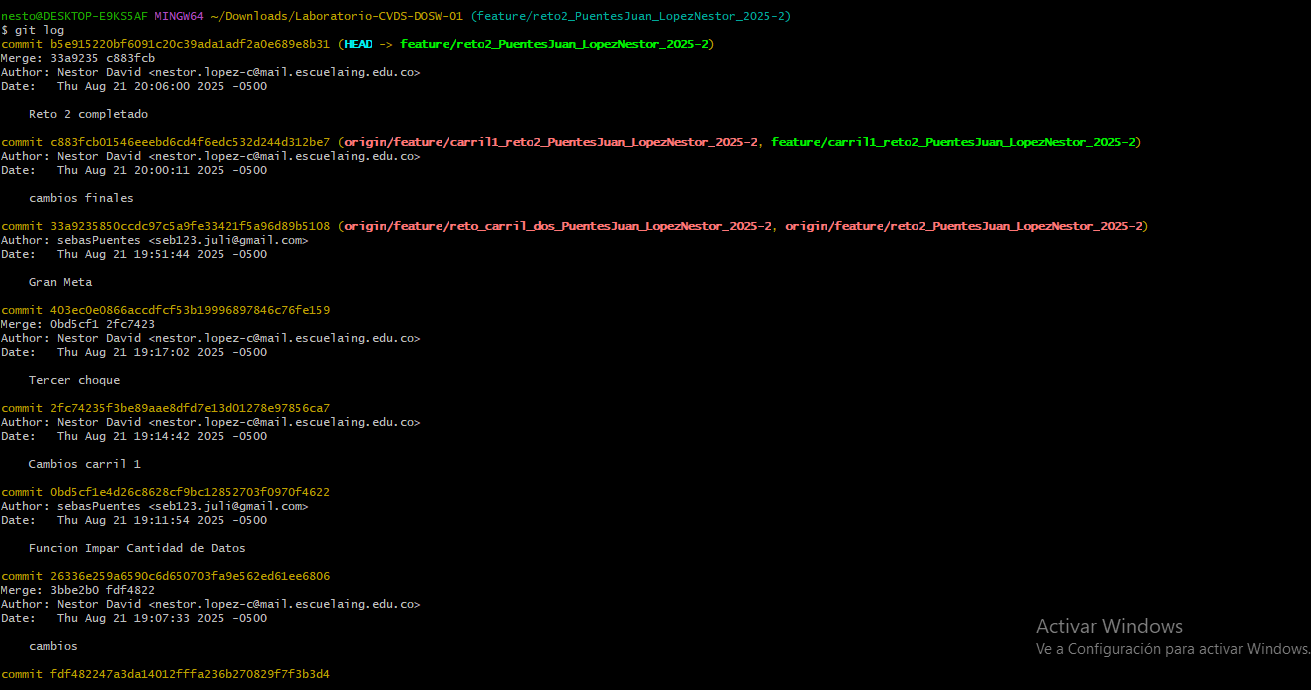 nesto@DESKTOP-E9KS5AF MINGW64 ~/Downloads/Laboratorio-CVDS-DOSW-01 (feature/reto2_PuentesJuan_LopezNestor_2025-2)
$ git log
commit b5e915220bf6091c20c39ada1adf2a0e689e8b31 (HEAD -> feature/reto2_PuentesJuan_LopezNestor_2025-2)
Merge: 33a9235 c883fcb
Author: Nestor David <nestor.lopez-c@mail.escuelaing.edu.co>
Date:   Thu Aug 21 20:06:00 2025 -0500

    Reto 2 completado

commit c883fcb01546eeebd6cd4f6edc532d244d312be7 (origin/feature/carril1_reto2_PuentesJuan_LopezNestor_2025-2, feature/carril1_reto2_PuentesJuan_LopezNestor_2025-2)
Author: Nestor David <nestor.lopez-c@mail.escuelaing.edu.co>
Date:   Thu Aug 21 20:00:11 2025 -0500

    cambios finales

commit 33a9235850ccdc97c5a9fe33421f5a96d89b5108 (origin/feature/reto_carril_dos_PuentesJuan_LopezNestor_2025-2, origin/feature/reto2_PuentesJuan_LopezNestor_2025-2)
Author: sebasPuentes <seb123.juli@gmail.com>
Date:   Thu Aug 21 19:51:44 2025 -0500

    Gran Meta

commit 403ec0e0866accdfcf53b19996897846c76fe159
Merge: 0bd5cf1 2fc7423
Author: Nestor David <nestor.lopez-c@mail.escuelaing.edu.co>
Date:   Thu Aug 21 19:17:02 2025 -0500

    Tercer choque

commit 2fc74235f3be89aae8dfd7e13d01278e97856ca7
Author: Nestor David <nestor.lopez-c@mail.escuelaing.edu.co>
Date:   Thu Aug 21 19:14:42 2025 -0500

    Cambios carril 1

commit 0bd5cf1e4d26c8628cf9bc12852703f0970f4622
Author: sebasPuentes <seb123.juli@gmail.com>
Date:   Thu Aug 21 19:11:54 2025 -0500

    Funcion Impar Cantidad de Datos

commit 26336e259a6590c6d650703fa9e562ed61ee6806
Merge: 3bbe2b0 fdf4822
Author: Nestor David <nestor.lopez-c@mail.escuelaing.edu.co>
Date:   Thu Aug 21 19:07:33 2025 -0500

    cambios

commit fdf482247a3da14012fffa236b270829f7f3b3d4
Activar Windows
Ve a Configuración para activar Windows.